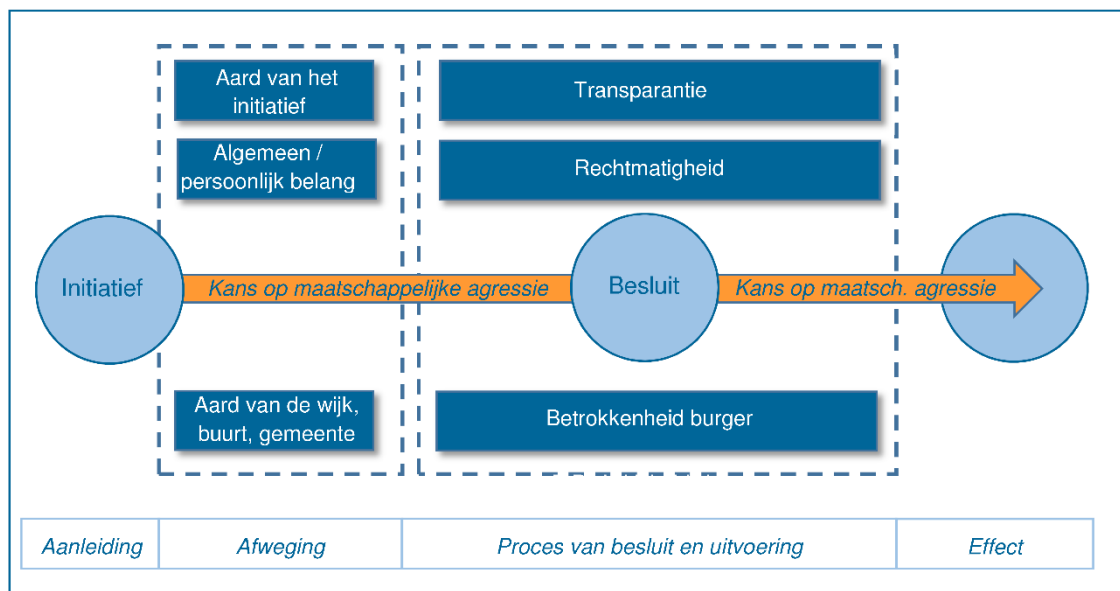 Aard van het
initiatief
Transparantie
Algemeen /
persoonlijk belang
Rechtmatigheid
Initiatief
Kans op maatschappelijke agressie
Besluit
Kans op maatsch. agressie
Aard van de wijk,
buurt, gemeente
Betrokkenheid burger
Aanleiding
Afweging
Proces van besluit en uitvoering
Effect